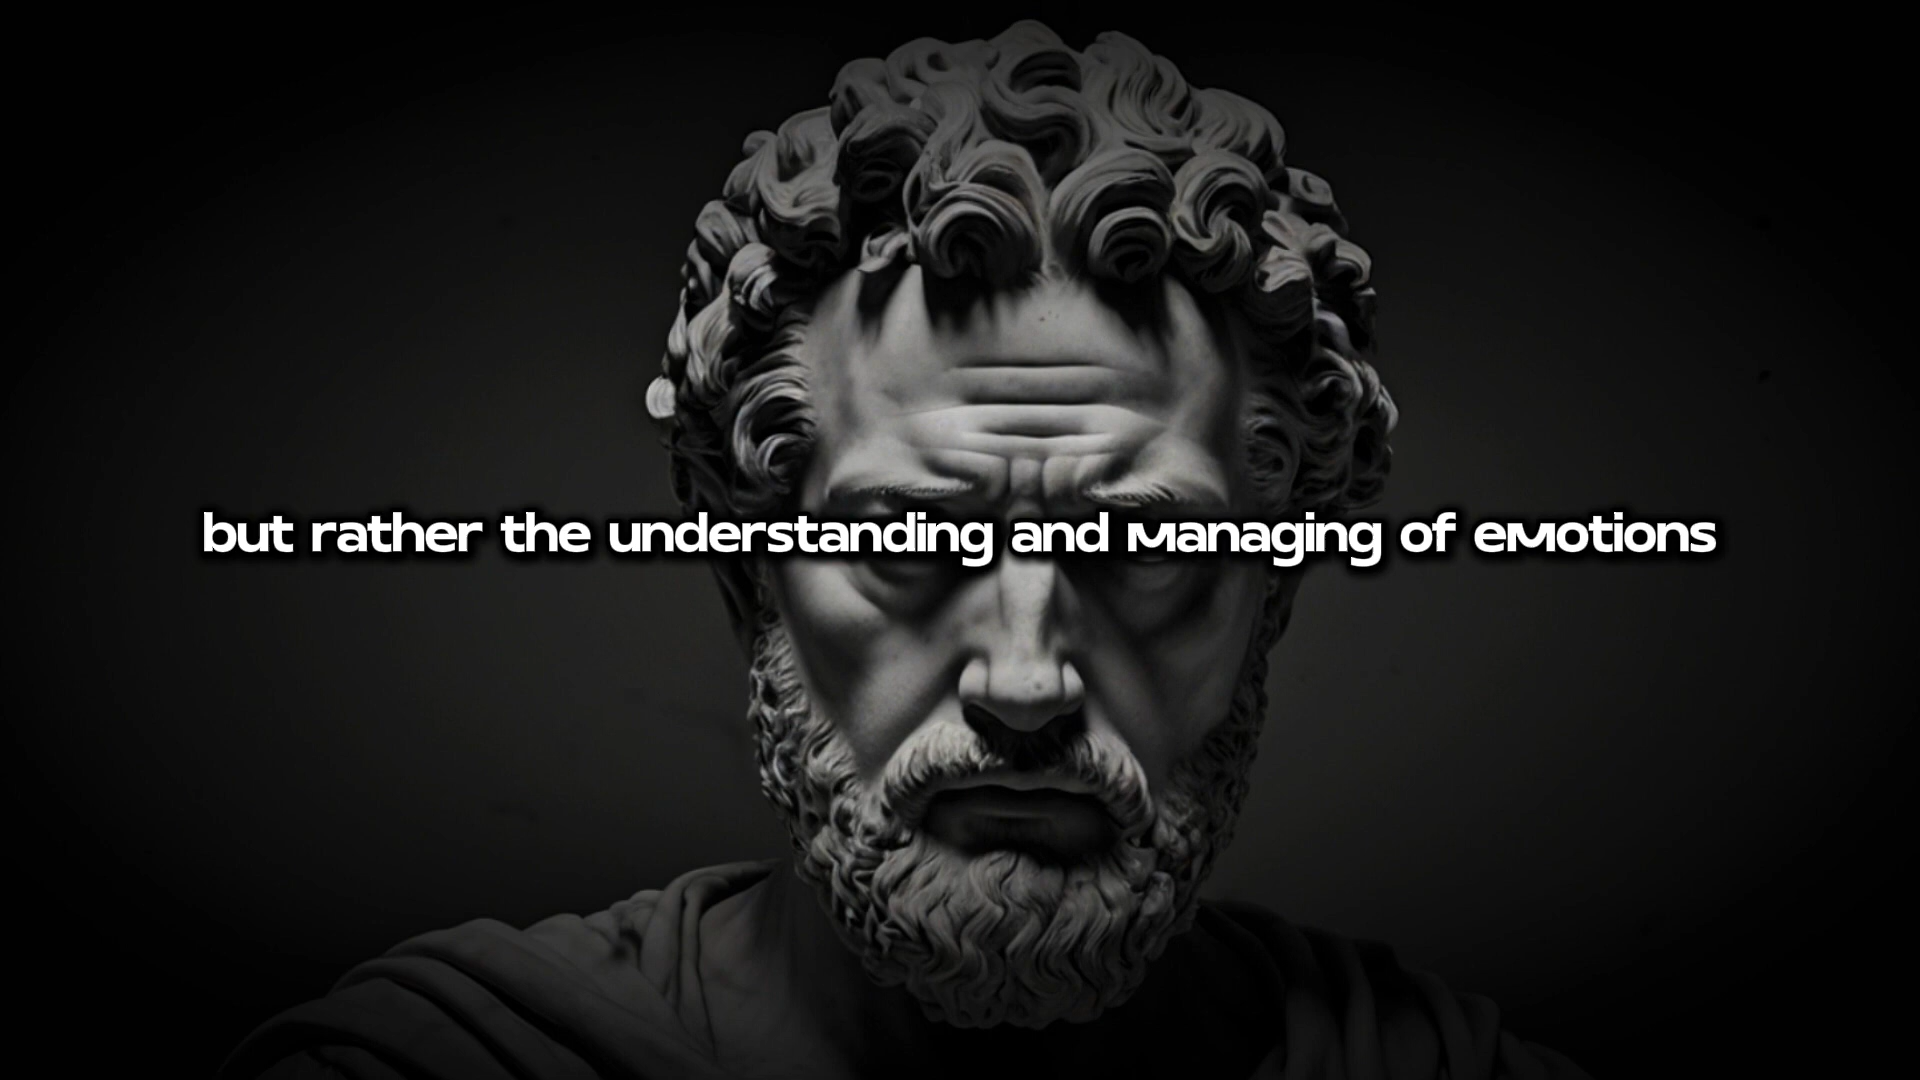 but rather the understanding and managing of emotions